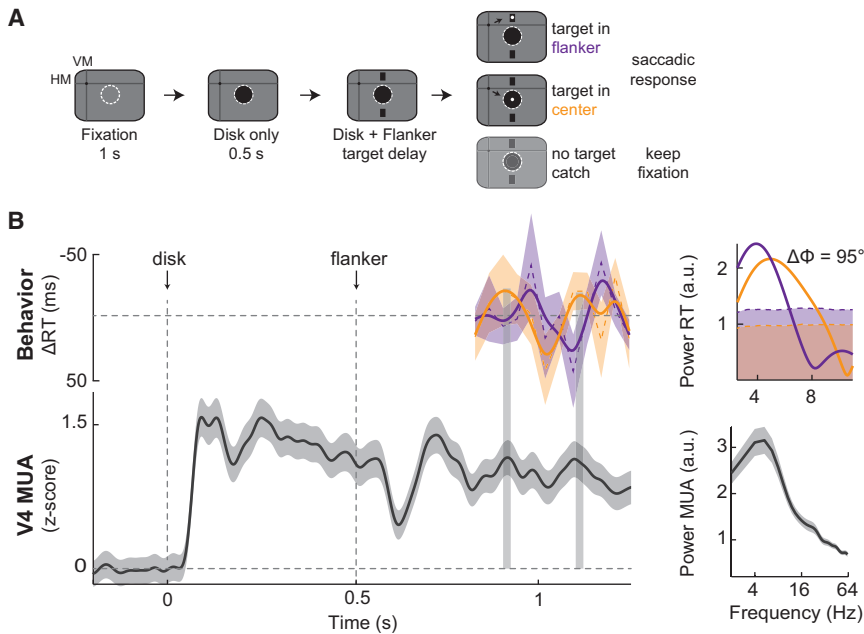 A
VM
HM
Fixation
1 s
Disk only
0.5 s
Disk + Flanker
target delay
target in
flanker
target in
center
no target
catch
saccadic
response
keep
fixation
B
Behavior
ΔRT (ms)
-50
50
disk
flanker
V4 MUA
(z-score)
1.5
0
0
0.5
1
Time (s)
Power RT (a.u.)
2
1
ΔΦ = 95°
4
8
Power MUA (a.u.)
3
2
1
4
16
64
Frequency (Hz)